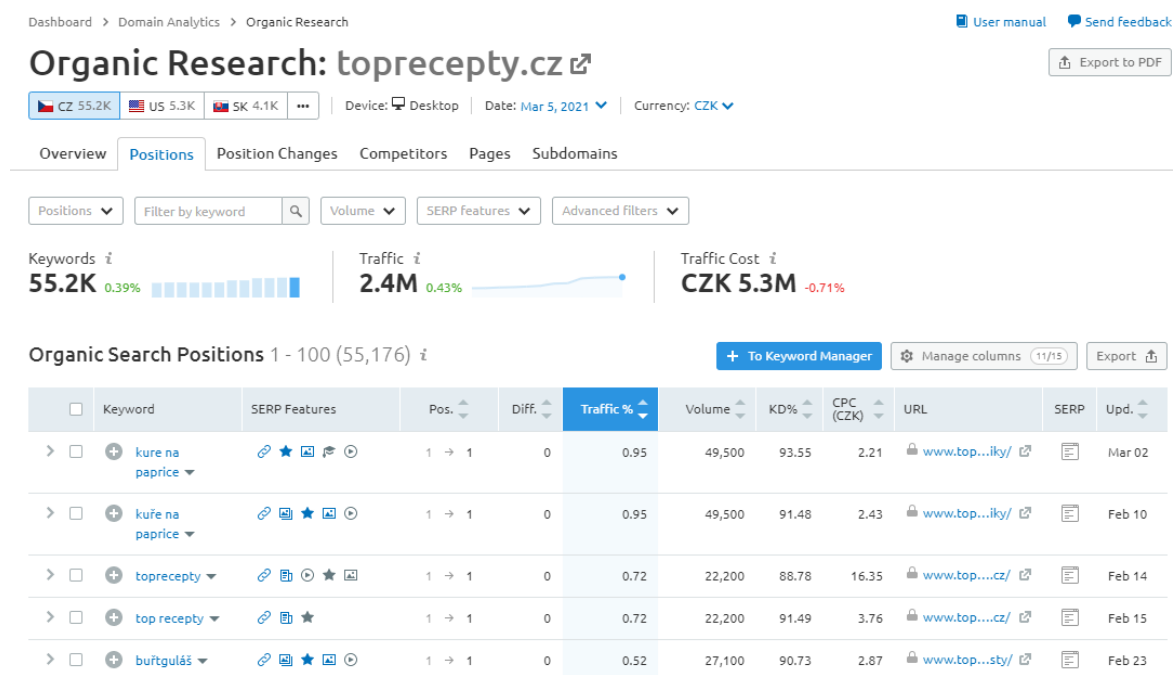 Dashboard > Domain Analytics > Organic Research
User manual
Send feedback
Organic Research: toprecepty.cz
Export to PDF
CZ 55.2K US 5.3K SK 4.1K ... Device: Desktop Date: Mar 5, 2021 Currency: CZK
Overview Positions Position Changes Competitors Pages Subdomains
Positions Filter by keyword Volume SERP features Advanced filters
Keywords i Traffic i Traffic Cost i
55.2K 0.39% 2.4M 0.43% CZK 5.3M -0.71%
Organic Search Positions 1 - 100 (55,176) i
+ To Keyword Manager Manage columns 11/15 Export
Keyword SERP Features Pos. Diff. Traffic % Volume KD% CPC (CZK) URL SERP Upd.
kure na paprice 1 → 1 0 0.95 49,500 93.55 2.21 www.top...iky/ Mar 02
kuře na paprice 1 → 1 0 0.95 49,500 91.48 2.43 www.top...iky/ Feb 10
toprecepty 1 → 1 0 0.72 22,200 88.78 16.35 www.top....cz/ Feb 14
top recepty 1 → 1 0 0.72 22,200 91.49 3.76 www.top....cz/ Feb 15
buřtguláš 1 → 1 0 0.52 27,100 90.73 2.87 www.top...sty/ Feb 23